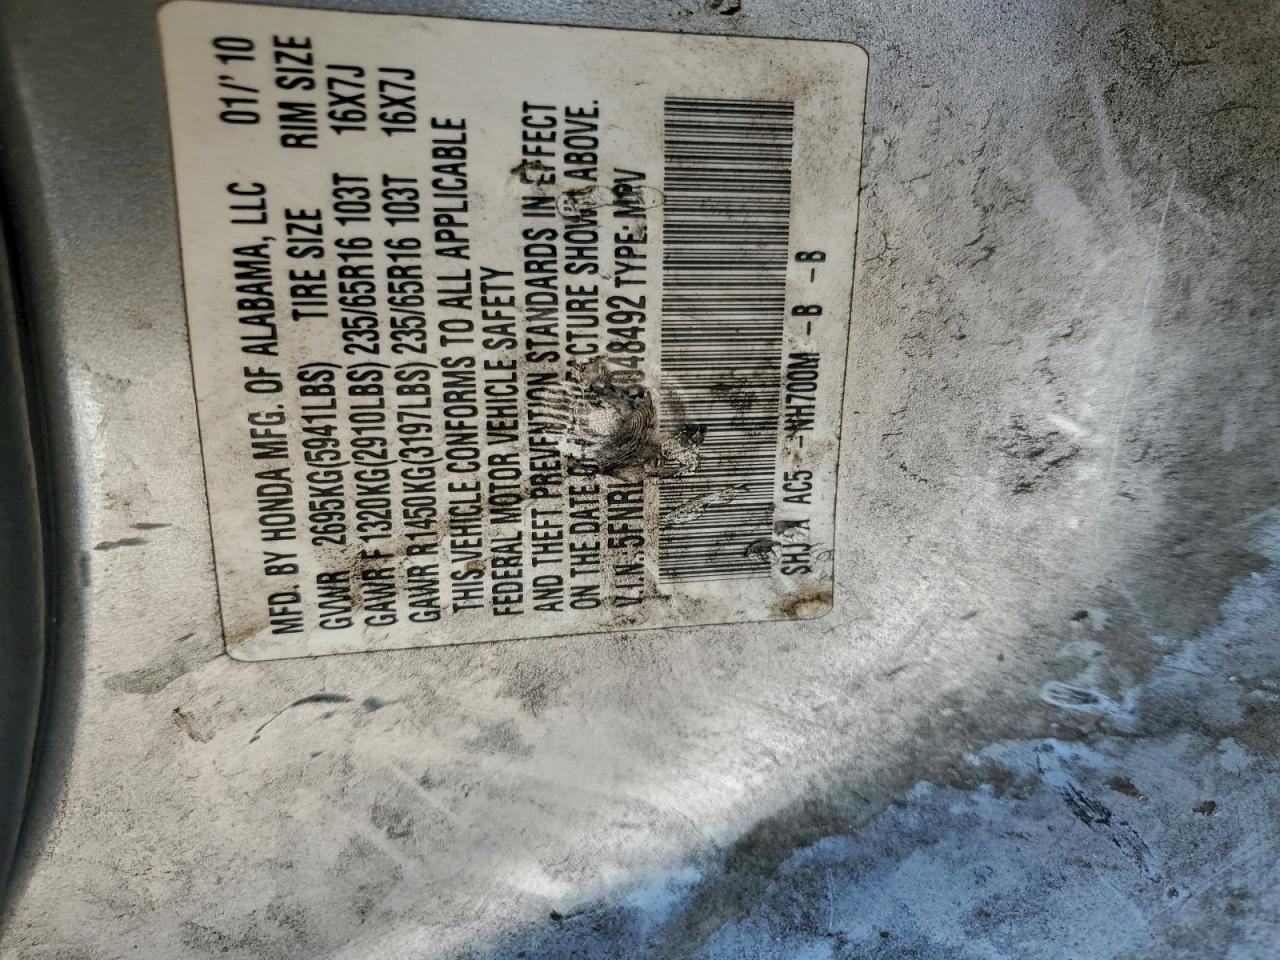 MFD. BY HONDA MFG. OF ALABAMA, LLC 01/'10
GVWR 2695KG(5941LBS) TIRE SIZE RIM SIZE
GAWR F 1320KG(2910LBS) 235/65R16 103T 16X7J
GAWR R 1450KG(3197LBS) 235/65R16 103T 16X7J
THIS VEHICLE CONFORMS TO ALL APPLICABLE
FEDERAL MOTOR VEHICLE SAFETY
AND THEFT PREVENTION STANDARDS IN EFFECT
ON THE DATE SHOWN ABOVE.
V.I.N.: 5FNRL 048492 TYPE: MPV
AC5 -NH700M -B -B